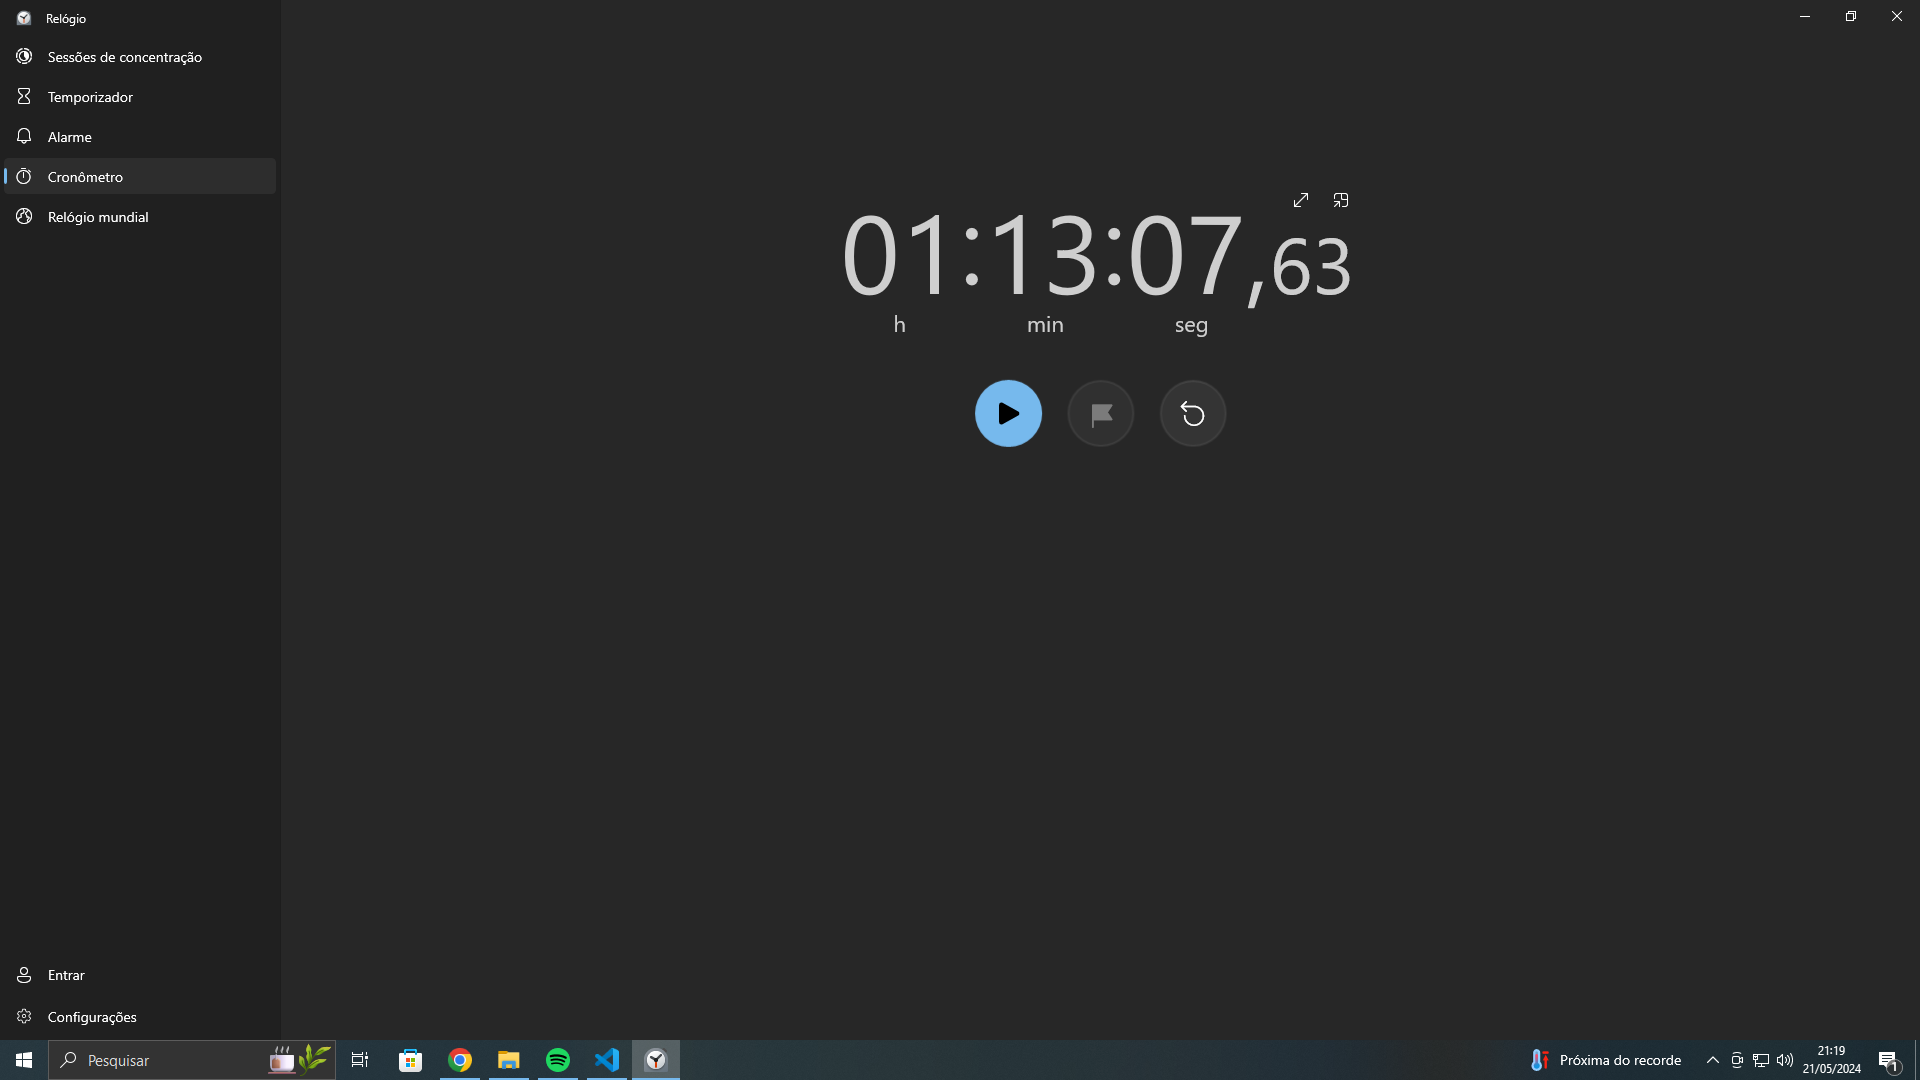 Relógio
Sessões de concentração
Temporizador
Alarme
Cronômetro
Relógio mundial
01:13:07,63
h min seg
Entrar
Configurações
Pesquisar
Próxima do recorde
21:19
21/05/2024
1